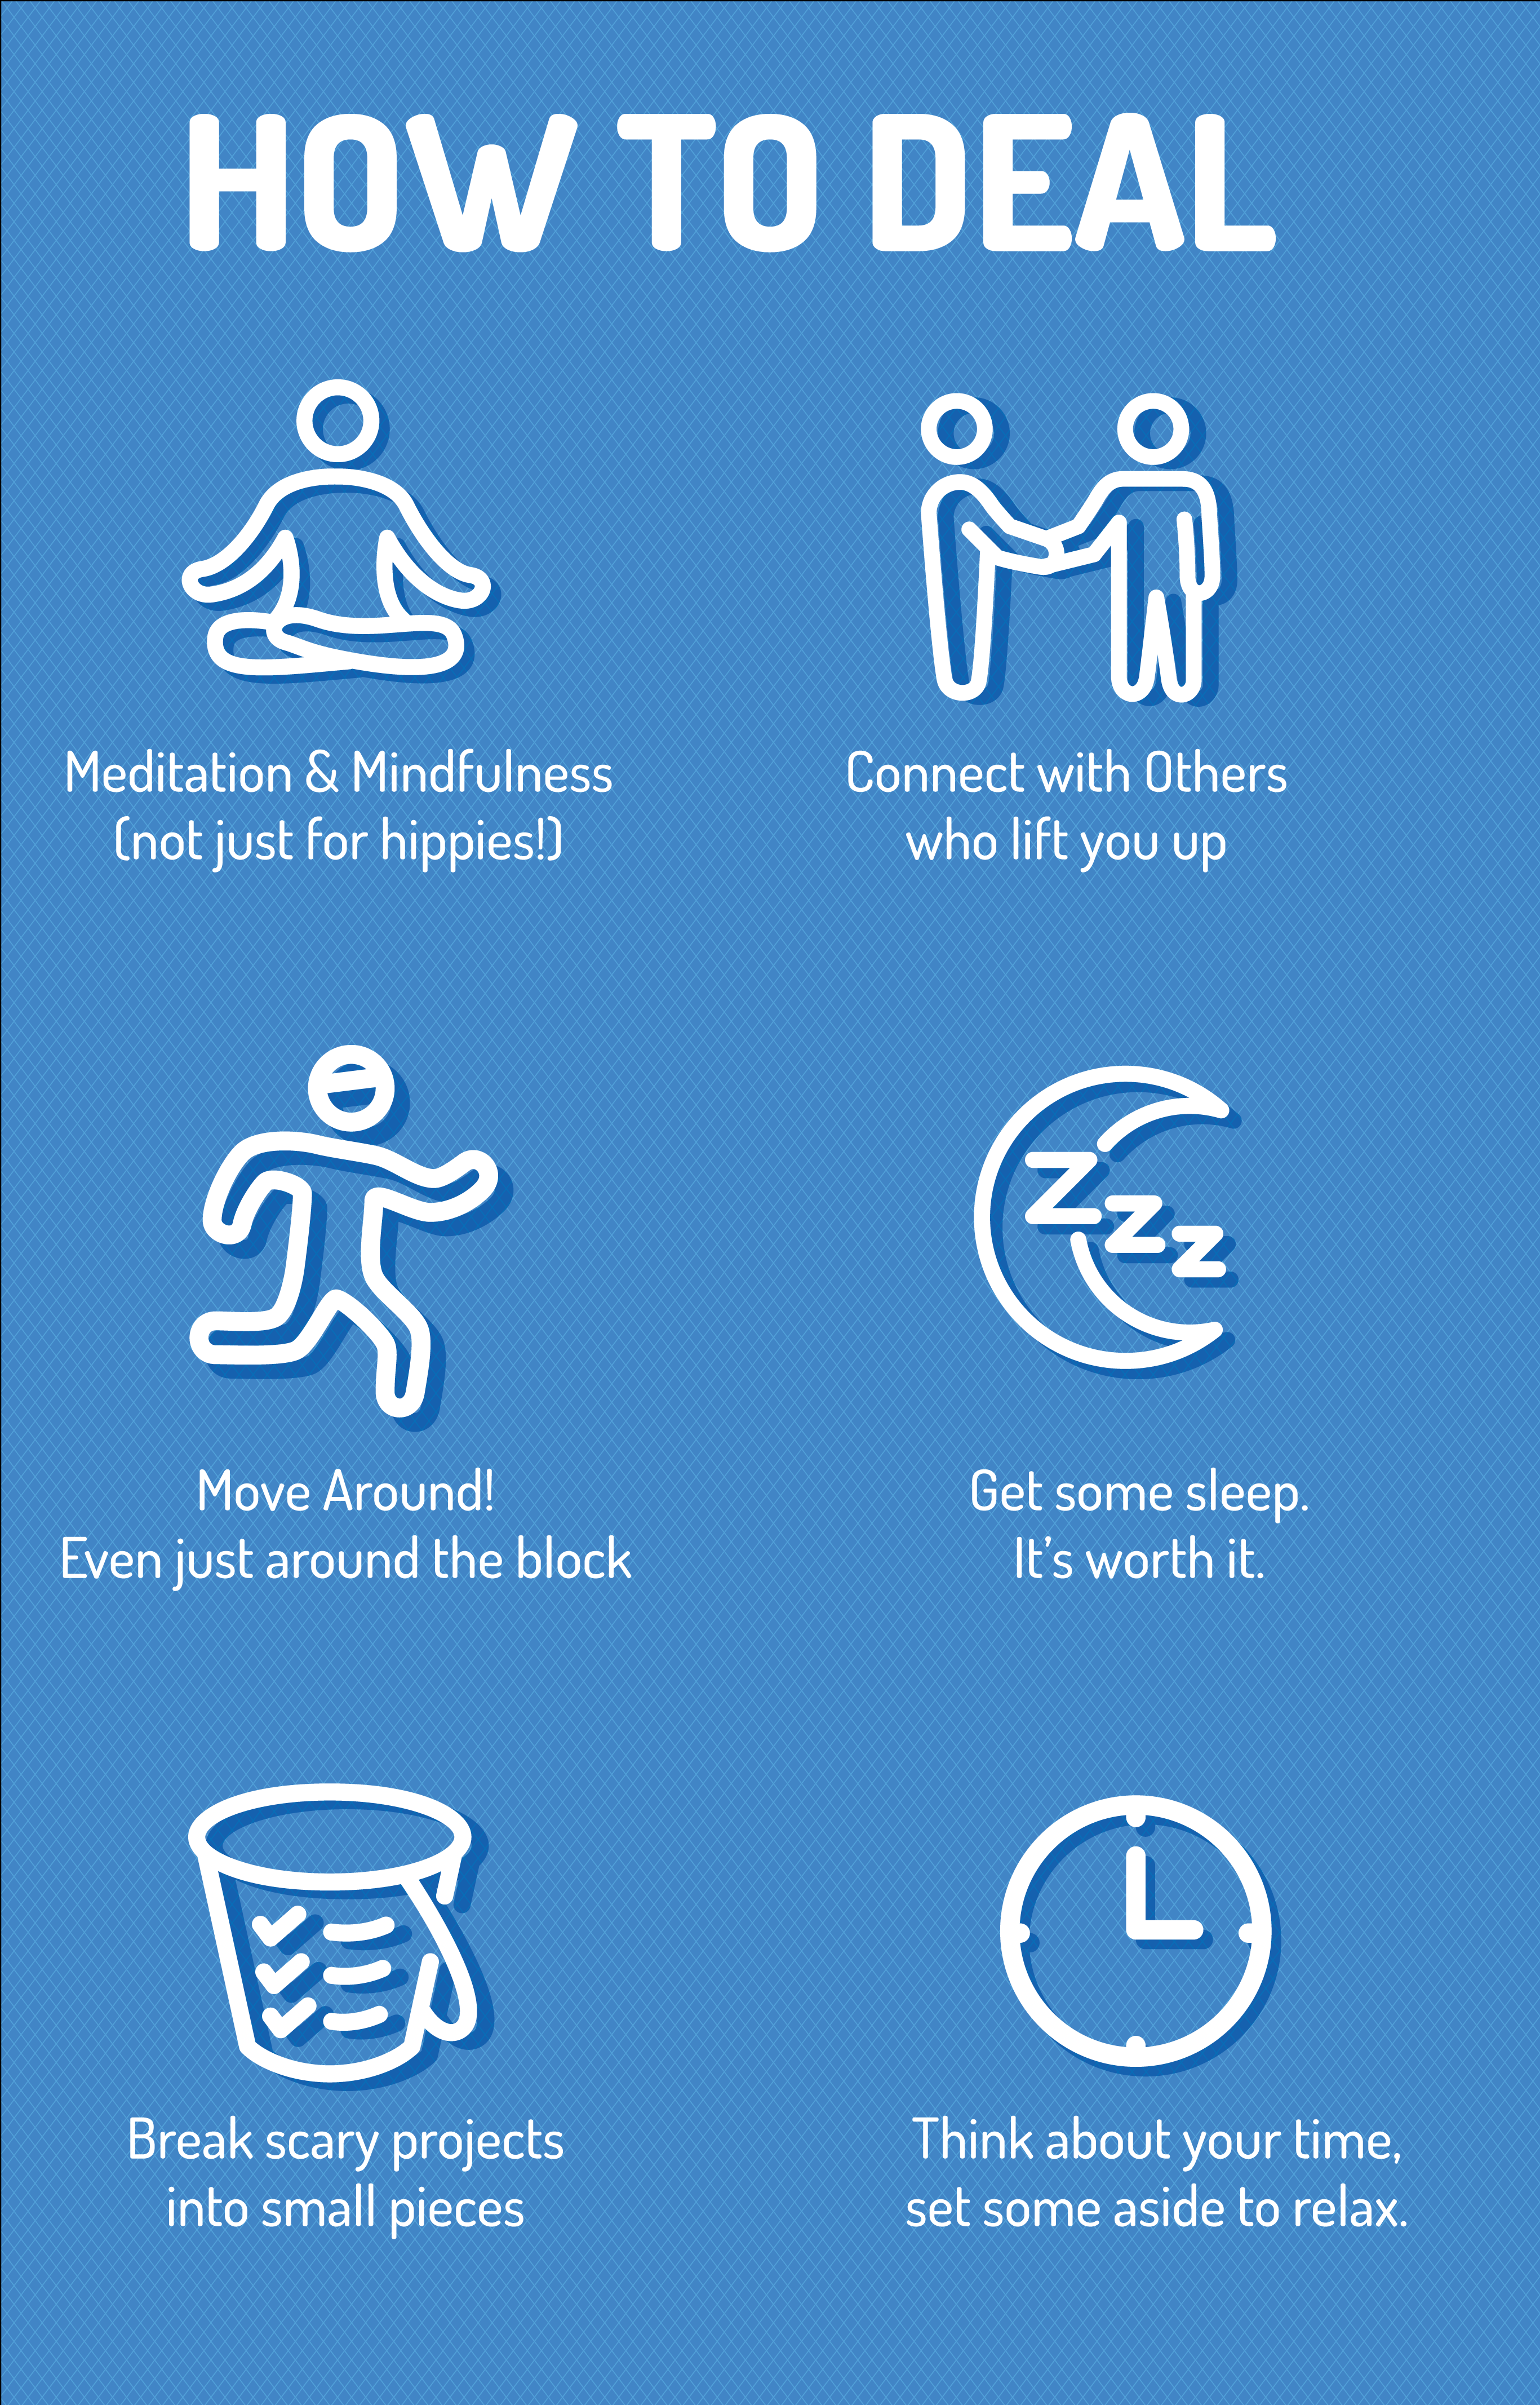 HOW TO DEAL
Meditation & Mindfulness
(not just for hippies!)
Connect with Others
who lift you up
Move Around!
Even just around the block
Z z z
Get some sleep.
It's worth it.
Break scary projects
into small pieces
Think about your time,
set some aside to relax.